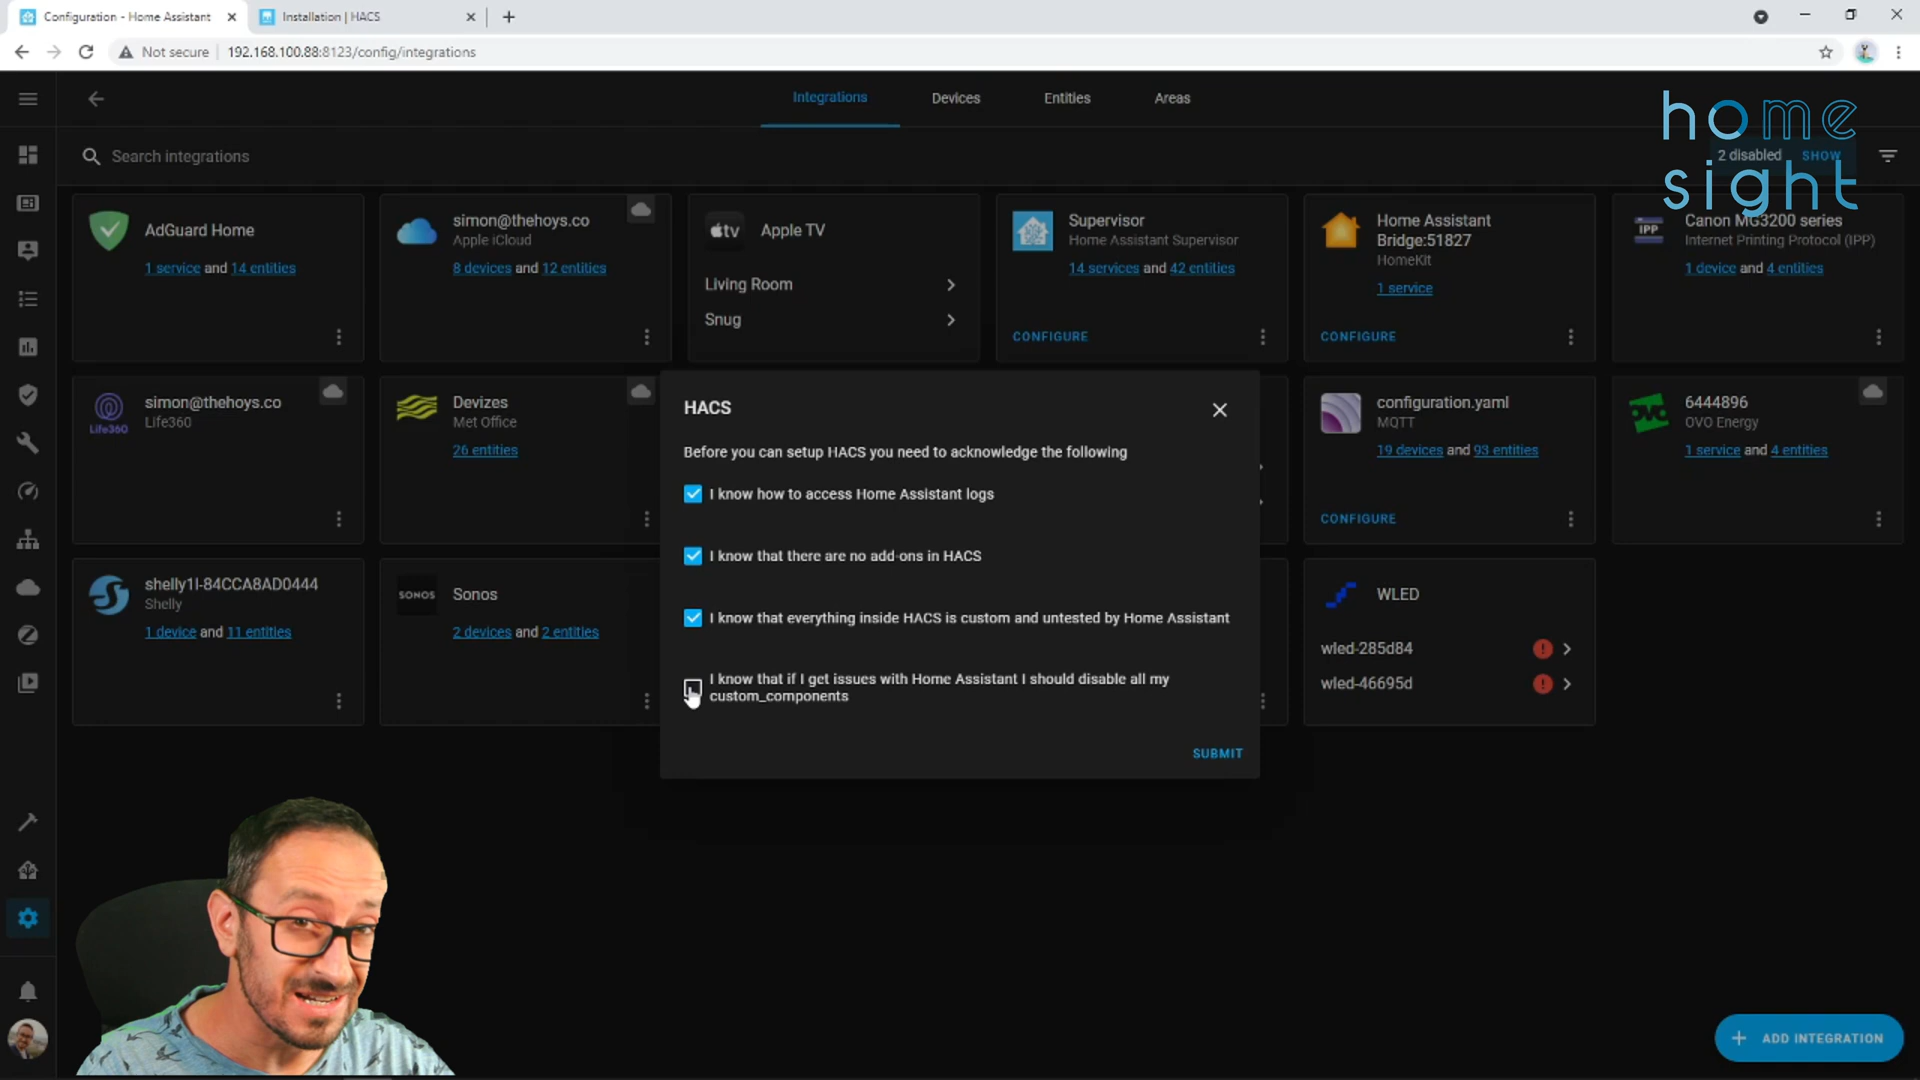 Configuration - Home Assistant
Installation | HACS
Not secure
192.168.100.88:8123/config/integrations
Integrations
Devices
Entities
Areas
home
sight
Search integrations
2 disabled
SHOW
AdGuard Home
1 service and 14 entities
simon@thehoys.co
Apple iCloud
8 devices and 12 entities
tv
Apple TV
Living Room
Snug
Supervisor
Home Assistant Supervisor
14 services and 42 entities
CONFIGURE
Home Assistant
Bridge:51827
HomeKit
1 service
CONFIGURE
IPP
Canon MG3200 series
Internet Printing Protocol (IPP)
1 device and 4 entities
Life360
simon@thehoys.co
Life360
Devizes
Met Office
26 entities
configuration.yaml
MQTT
19 devices and 93 entities
CONFIGURE
6444896
OVO Energy
1 service and 4 entities
HACS
Before you can setup HACS you need to acknowledge the following
I know how to access Home Assistant logs
I know that there are no add-ons in HACS
I know that everything inside HACS is custom and untested by Home Assistant
I know that if I get issues with Home Assistant I should disable all my
custom_components
SUBMIT
shelly1l-84CCA8AD0444
Shelly
1 device and 11 entities
SONOS
Sonos
2 devices and 2 entities
WLED
wled-285d84
wled-46695d
ADD INTEGRATION